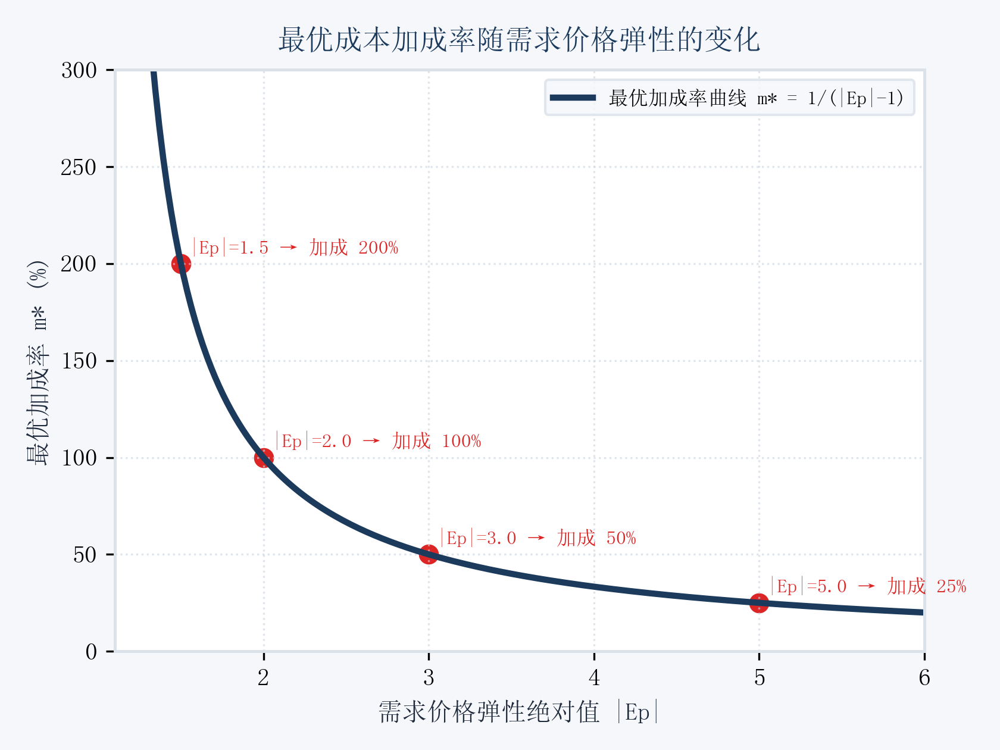 最优成本加成率随需求价格弹性的变化
最优加成率曲线 m* = 1/(|Ep|-1)
最优加成率 m* (%)
300
250
200
150
100
50
0
|Ep|=1.5 → 加成 200%
|Ep|=2.0 → 加成 100%
|Ep|=3.0 → 加成 50%
|Ep|=5.0 → 加成 25%
2 3 4 5 6
需求价格弹性绝对值 |Ep|